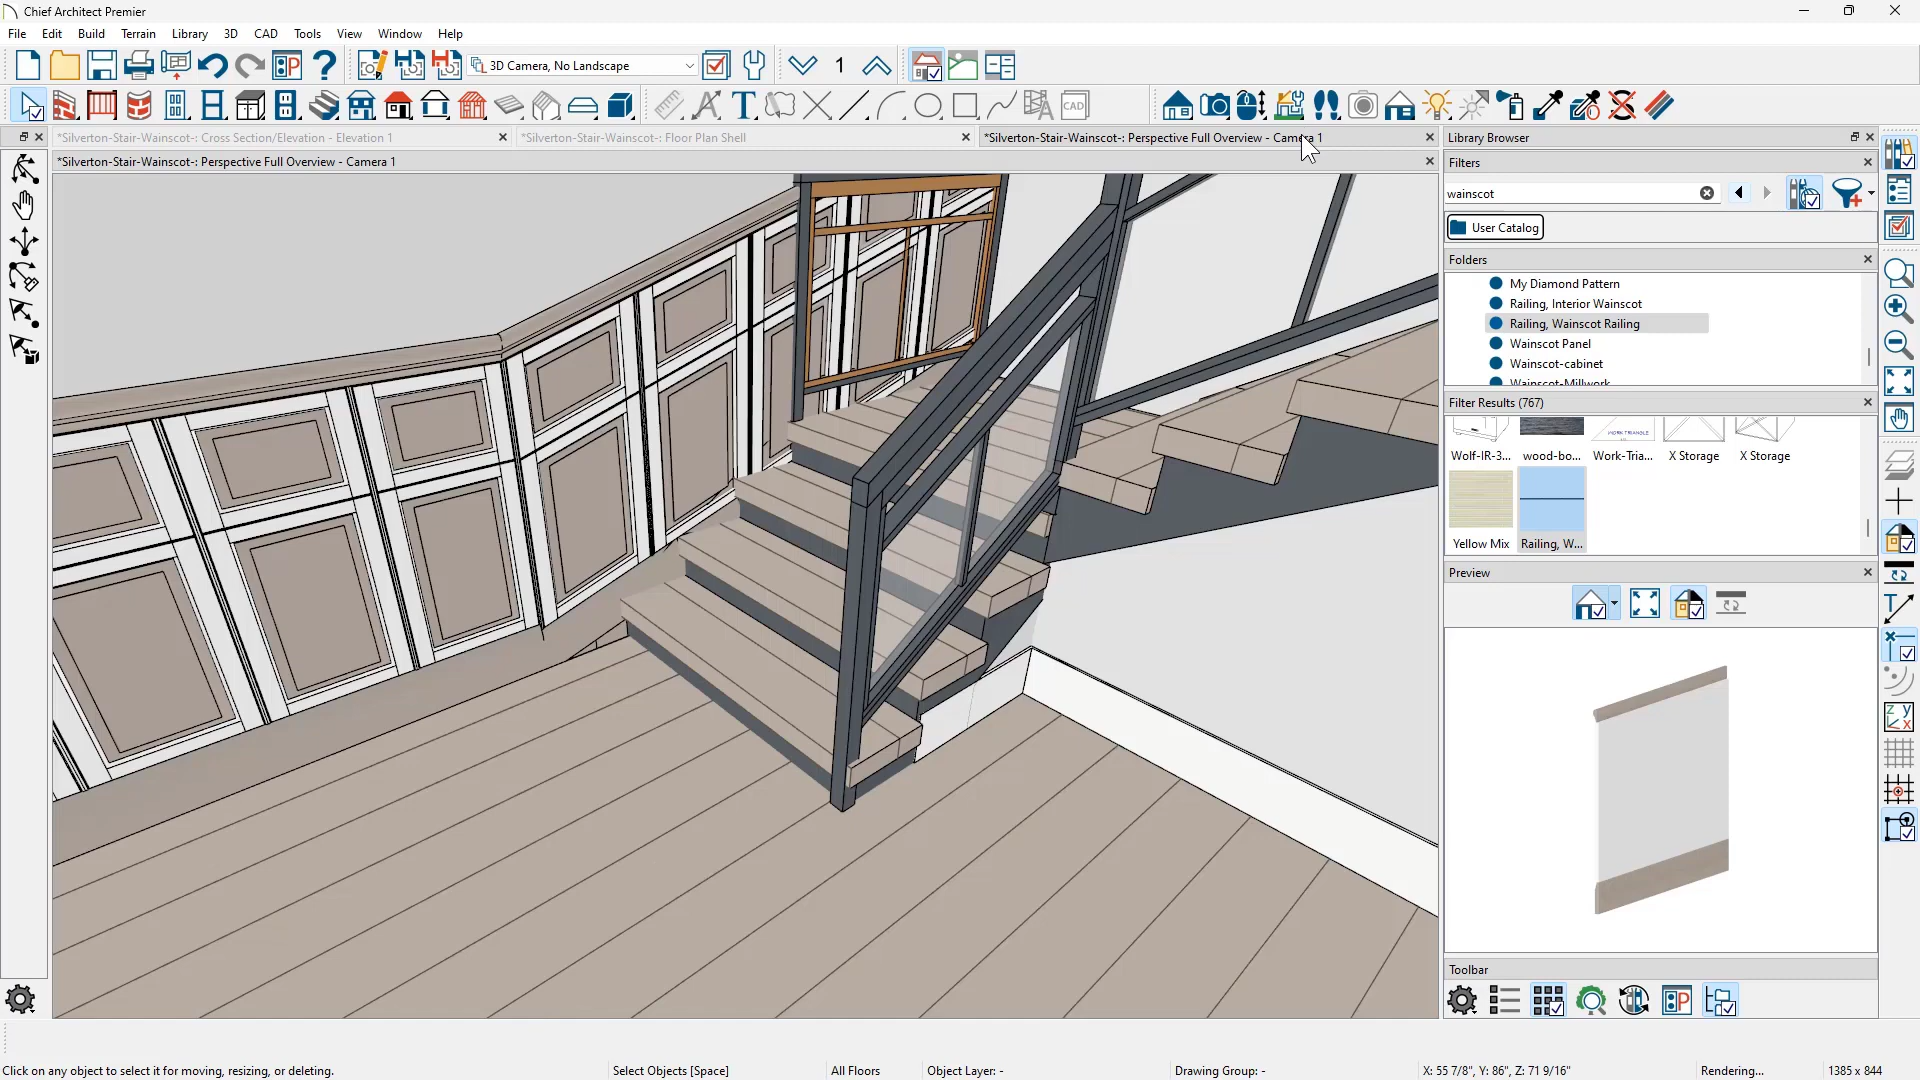 Chief Architect Premier
File Edit Build Terrain Library 3D CAD Tools View Window Help
3D Camera, No Landscape
1
CAD
*Silverton-Stair-Wainscot-: Cross Section/Elevation - Elevation 1
*Silverton-Stair-Wainscot-: Floor Plan Shell
*Silverton-Stair-Wainscot-: Perspective Full Overview - Camera 1
*Silverton-Stair-Wainscot-: Perspective Full Overview - Camera 1
Library Browser
Filters
wainscot
User Catalog
Folders
My Diamond Pattern
Railing, Interior Wainscot
Railing, Wainscot Railing
Wainscot Panel
Wainscot-cabinet
Wainscot-Millwork
Filter Results (767)
WORK TRIANGLE
Wolf-IR-3... wood-bo... Work-Tria... X Storage X Storage
Yellow Mix Railing, W...
Preview
Toolbar
Click on any object to select it for moving, resizing, or deleting.
Select Objects [Space]
All Floors
Object Layer: -
Drawing Group: -
X: 55 7/8", Y: 86", Z: 71 9/16"
Rendering...
1385 x 844